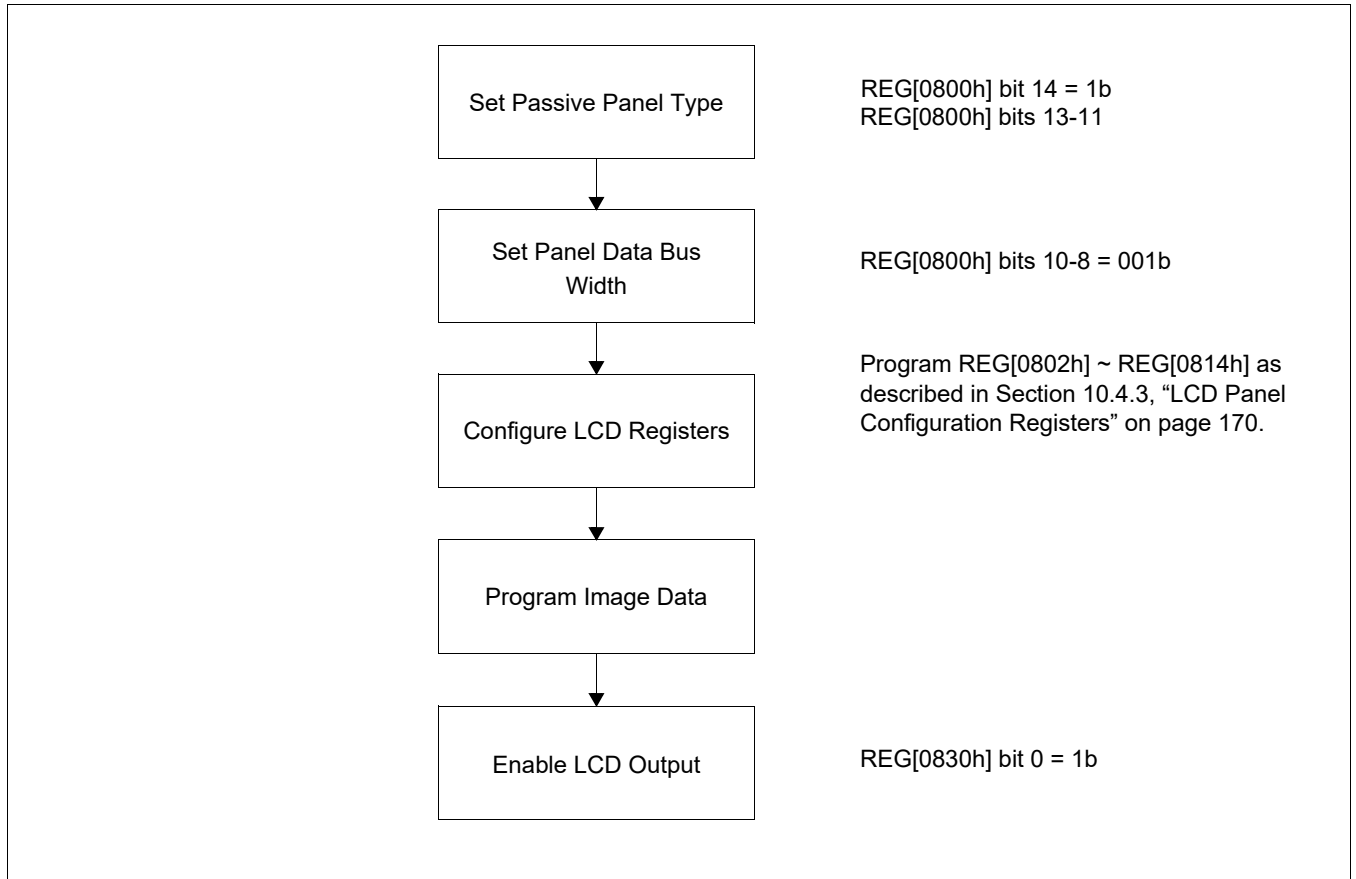 Set Passive Panel Type
REG[0800h] bit 14 = 1b
REG[0800h] bits 13-11
Set Panel Data Bus
Width
REG[0800h] bits 10-8 = 001b
Configure LCD Registers
Program REG[0802h] ~ REG[0814h] as
described in Section 10.4.3, “LCD Panel
Configuration Registers” on page 170.
Program Image Data
Enable LCD Output
REG[0830h] bit 0 = 1b